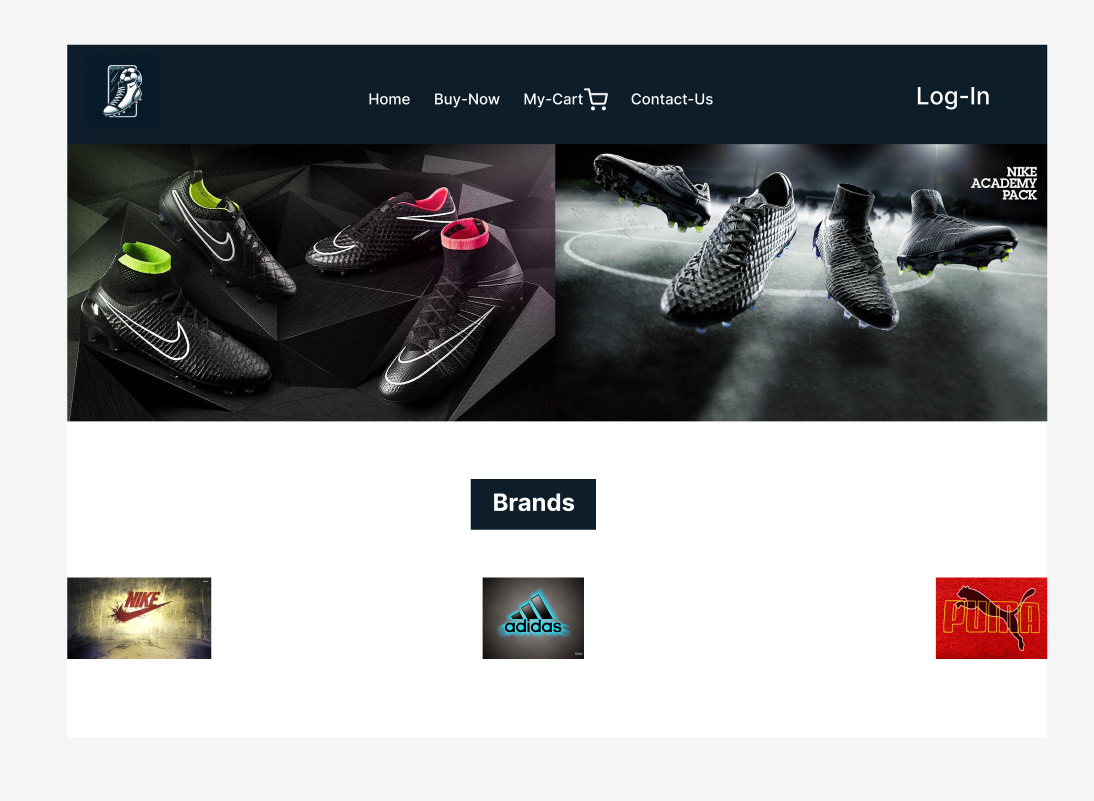 Home Buy-Now My-Cart Contact-Us Log-In
NIKE
ACADEMY
PACK
Brands
NIKE
adidas
PUMA